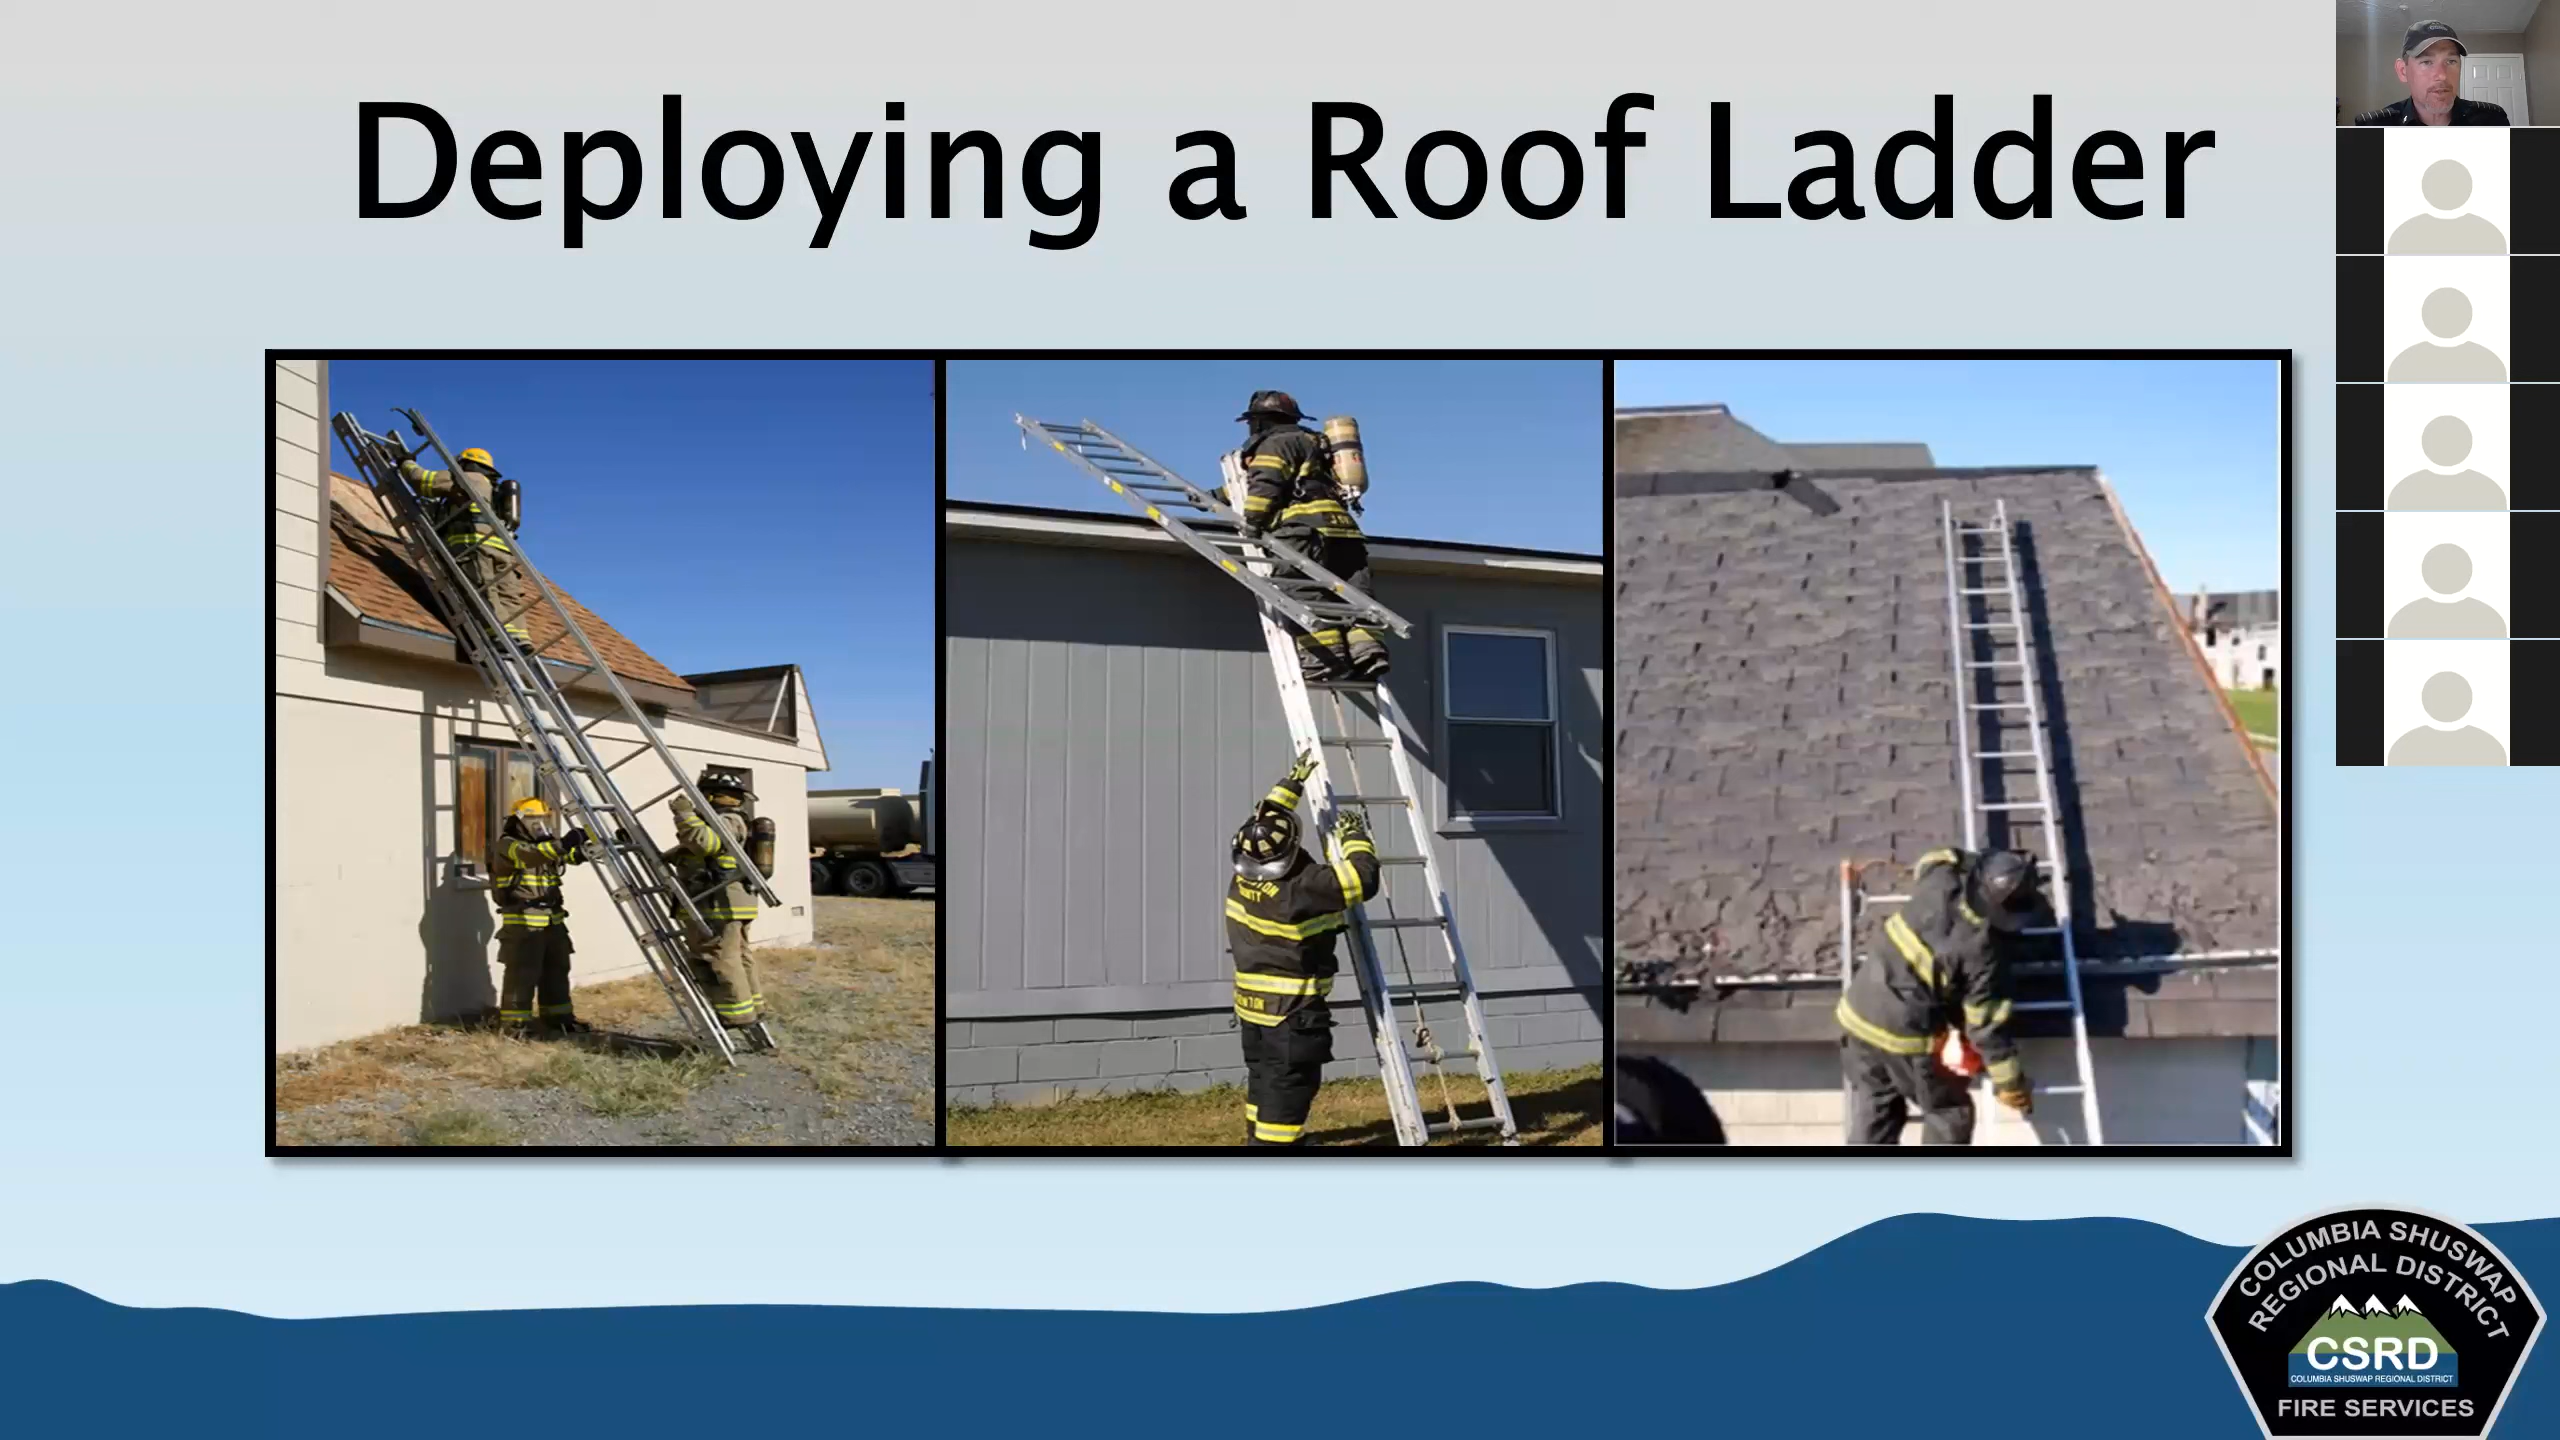 Deploying a Roof Ladder
COLUMBIA SHUSWAP
REGIONAL DISTRICT
CSRD
COLUMBIA SHUSWAP REGIONAL DISTRICT
FIRE SERVICES